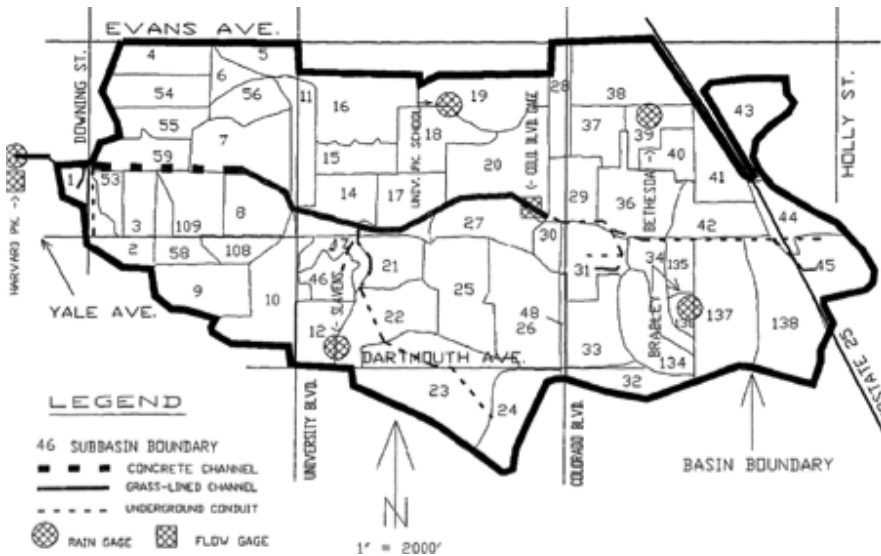 EVANS AVE.
4
5
DOWNING ST.
6
54
56
11
16
UNIV. PK. SCHOOL
19
28
38
43
HOLLY ST.
55
7
18
37
39
40
59
15
20
41
1
53
14
17
29
36
BETHESDA ->
HARVARD PK. ->
3
109
8
27
42
44
2
58
108
30
47
9
10
46
<- SLAVENS
21
25
31
34
135
45
YALE AVE.
12
22
48
26
BRADLEY
136
137
138
DARTMOUTH AVE.
33
134
23
24
32
INTERSTATE 25
UNIVERSITY BLVD.
COLORADO BLVD.
BASIN BOUNDARY
LEGEND
46 SUBBASIN BOUNDARY
CONCRETE CHANNEL
GRASS-LINED CHANNEL
UNDERGROUND CONDUIT
RAIN GAGE
FLOW GAGE
N
1" = 2000'